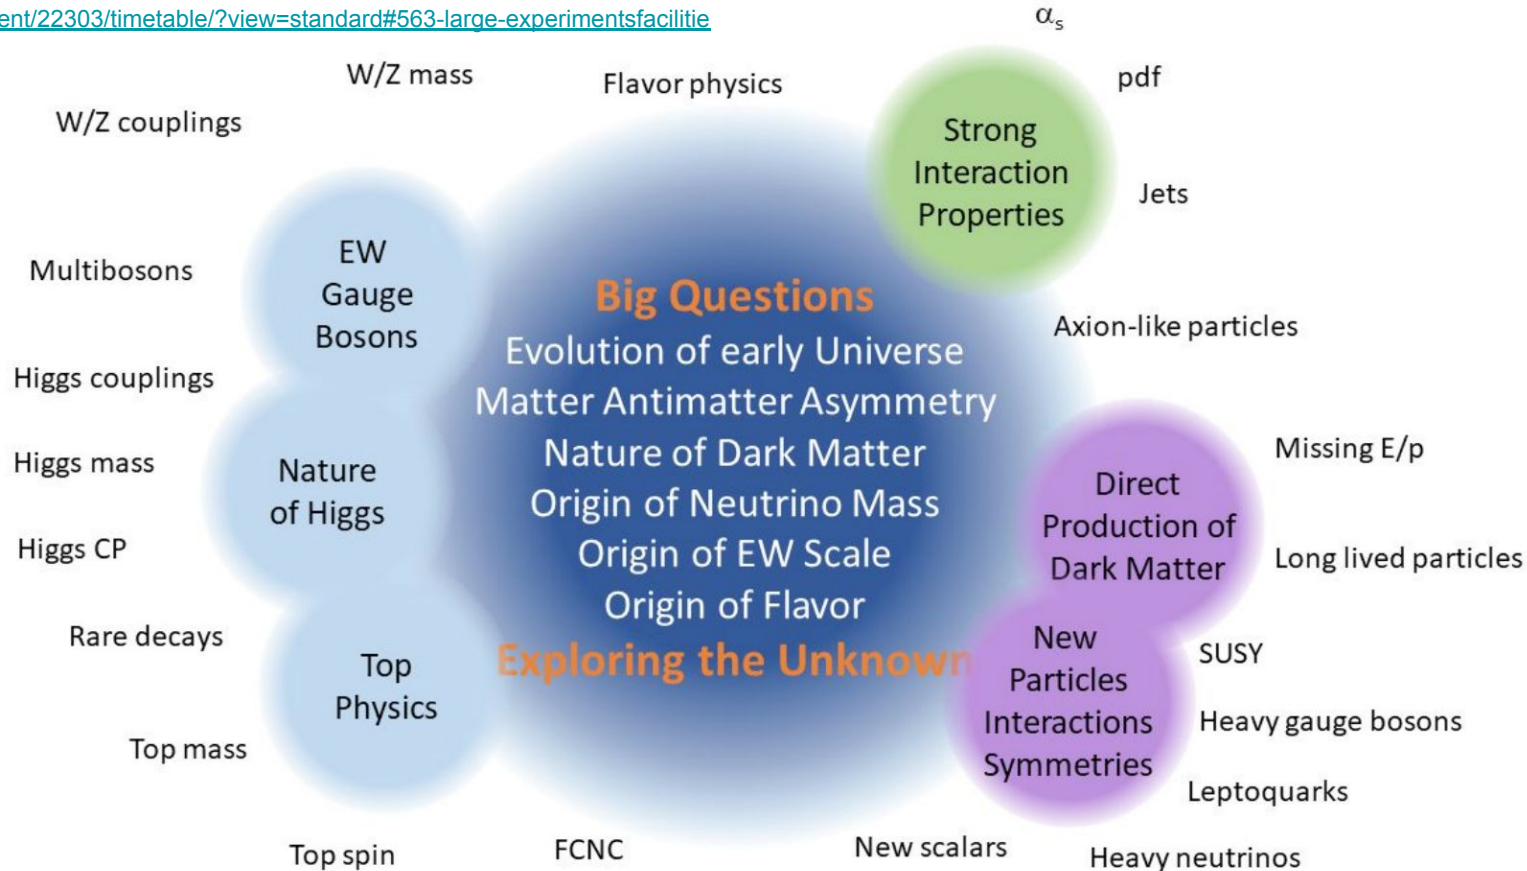 ent/22303/timetable/?view=standard#563-large-experimentsfacilitie
αs
W/Z mass
Flavor physics
pdf
W/Z couplings
Strong
Interaction
Properties
Jets
EW
Gauge
Bosons
Multibosons
Big Questions
Evolution of early Universe
Matter Antimatter Asymmetry
Nature of Dark Matter
Origin of Neutrino Mass
Origin of EW Scale
Origin of Flavor
Exploring the Unknown
Axion-like particles
Higgs couplings
Higgs mass
Nature
of Higgs
Higgs CP
Missing E/p
Direct
Production of
Dark Matter
Long lived particles
Rare decays
Top
Physics
New
Particles
Interactions
Symmetries
SUSY
Heavy gauge bosons
Top mass
Leptoquarks
Top spin
FCNC
New scalars
Heavy neutrinos